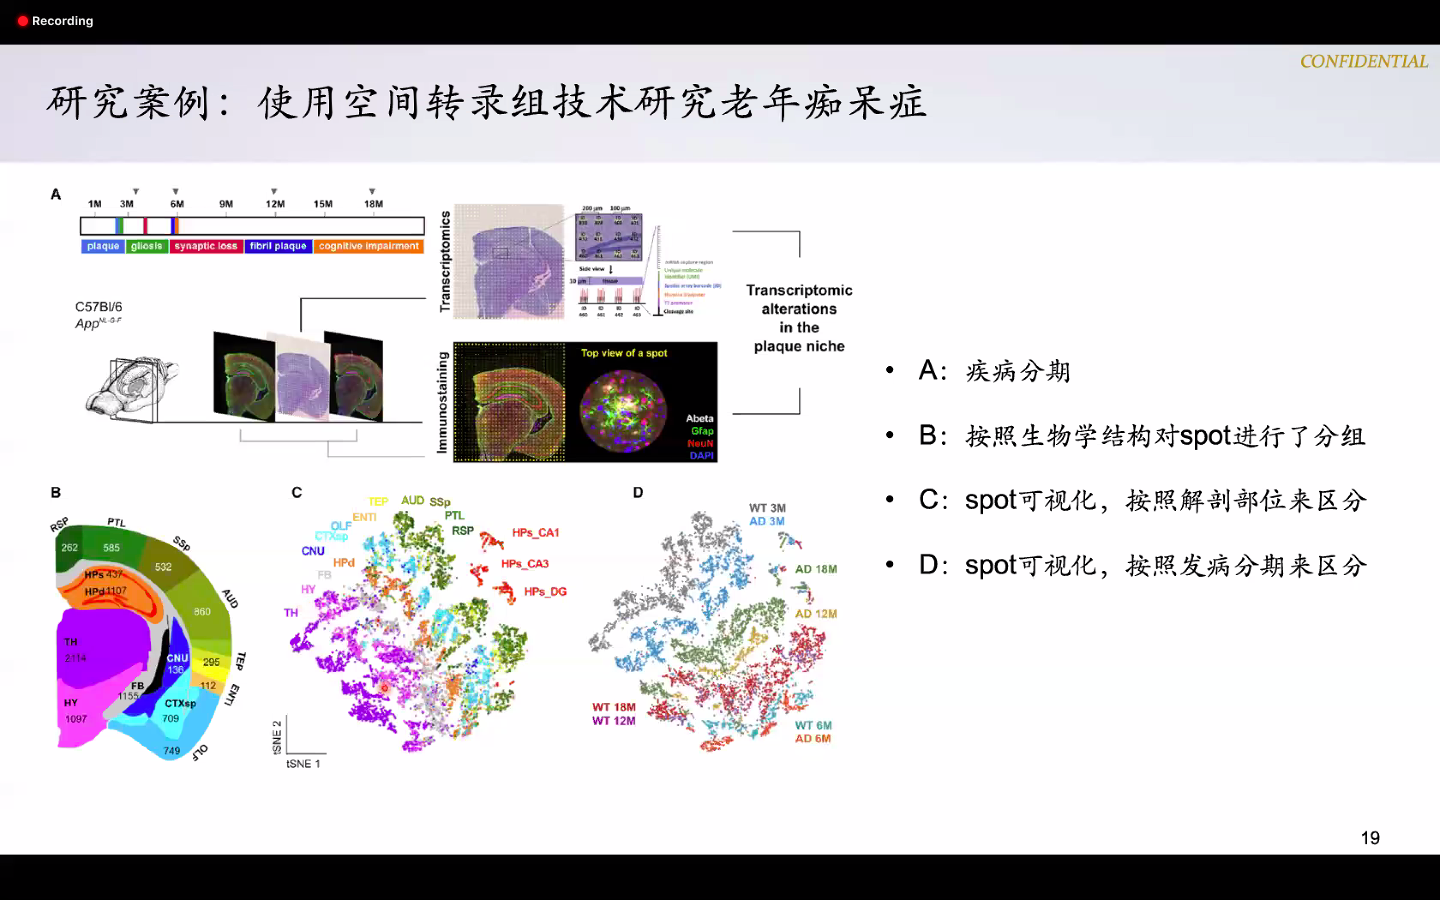 Recording
CONFIDENTIAL
研究案例：使用空间转录组技术研究老年痴呆症
A
1M 3M 6M 9M 12M 15M 18M
plaque gliosis synaptic loss fibril plaque cognitive impairment
C57Bl/6
App^NL-G-F
Transcriptomics
200 μm 100 μm
Side view
Cleavage site
Immunostaining
Top view of a spot
Abeta
Gfap
NeuN
DAPI
Transcriptomic
alterations
in the
plaque niche
• A：疾病分期
• B：按照生物学结构对spot进行了分组
• C：spot可视化，按照解剖部位来区分
• D：spot可视化，按照发病分期来区分
B
RSP
PTL
SSp
AUD
TEP
ENTI
OLF
262
585
532
860
295
112
749
HPs 437
HPd 1107
TH
CNU
136
FB
1155
CTXsp
709
HY
1097
C
TEP AUD SSp
ENTI PTL
OLF RSP
CTXsp HPs_CA1
CNU
HPd HPs_CA3
FB
HY HPs_DG
TH
tSNE 2
tSNE 1
D
WT 3M
AD 3M
AD 18M
AD 12M
WT 18M
WT 12M
WT 6M
AD 6M
19